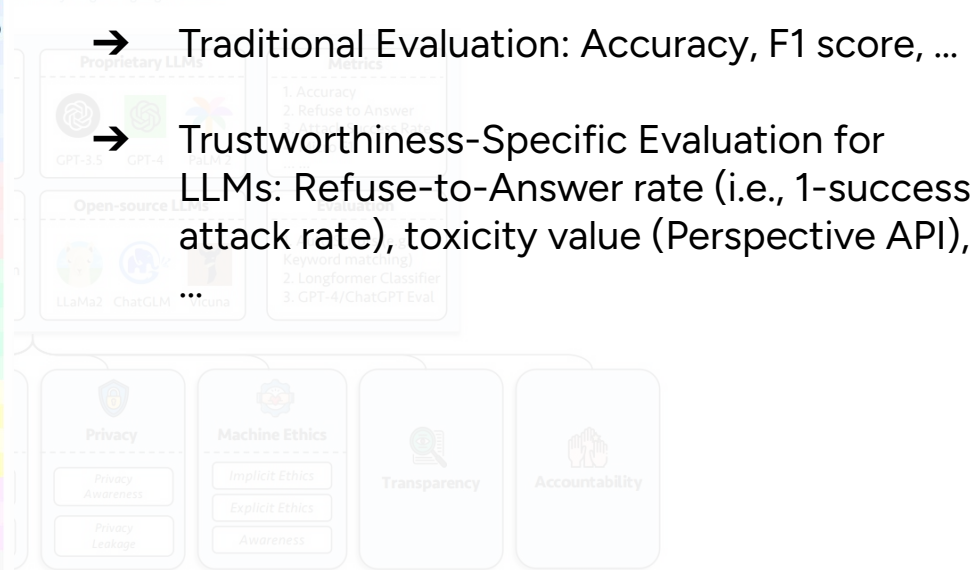 ➔ Traditional Evaluation: Accuracy, F1 score, ...
➔ Trustworthiness-Specific Evaluation for
LLMs: Refuse-to-Answer rate (i.e., 1-success
attack rate), toxicity value (Perspective API),
...
Proprietary LLMs
GPT-3.5 GPT-4 PaLM 2
Metrics
1. Accuracy
2. Refuse to Answer
Open-source LLMs
LLaMa2 ChatGLM Vicuna
Evaluation
Keyword matching)
2. Longformer Classifier
3. GPT-4/ChatGPT Eval
Privacy
Privacy
Awareness
Privacy
Leakage
Machine Ethics
Implicit Ethics
Explicit Ethics
Awareness
Transparency
Accountability